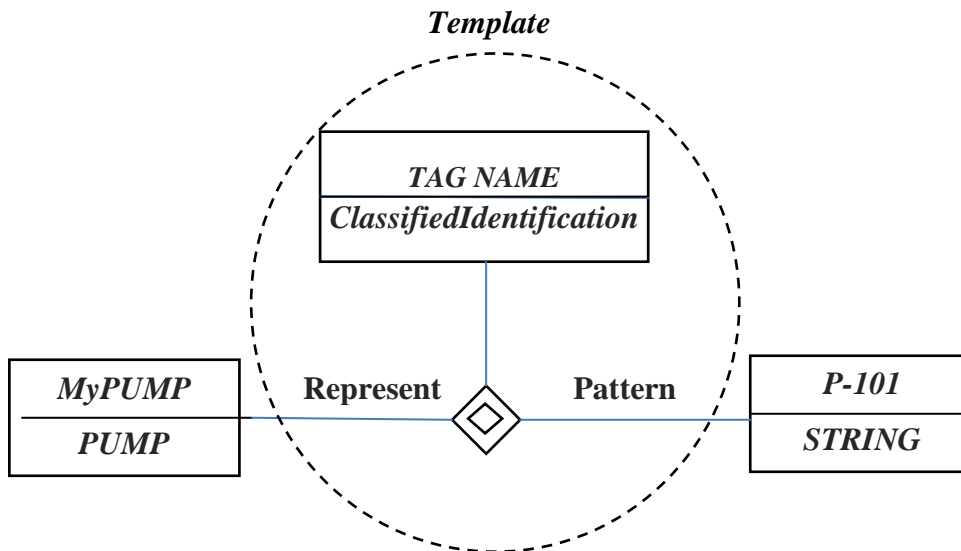 Template
TAG NAME
ClassifiedIdentification
MyPUMP
PUMP
Represent
Pattern
P-101
STRING